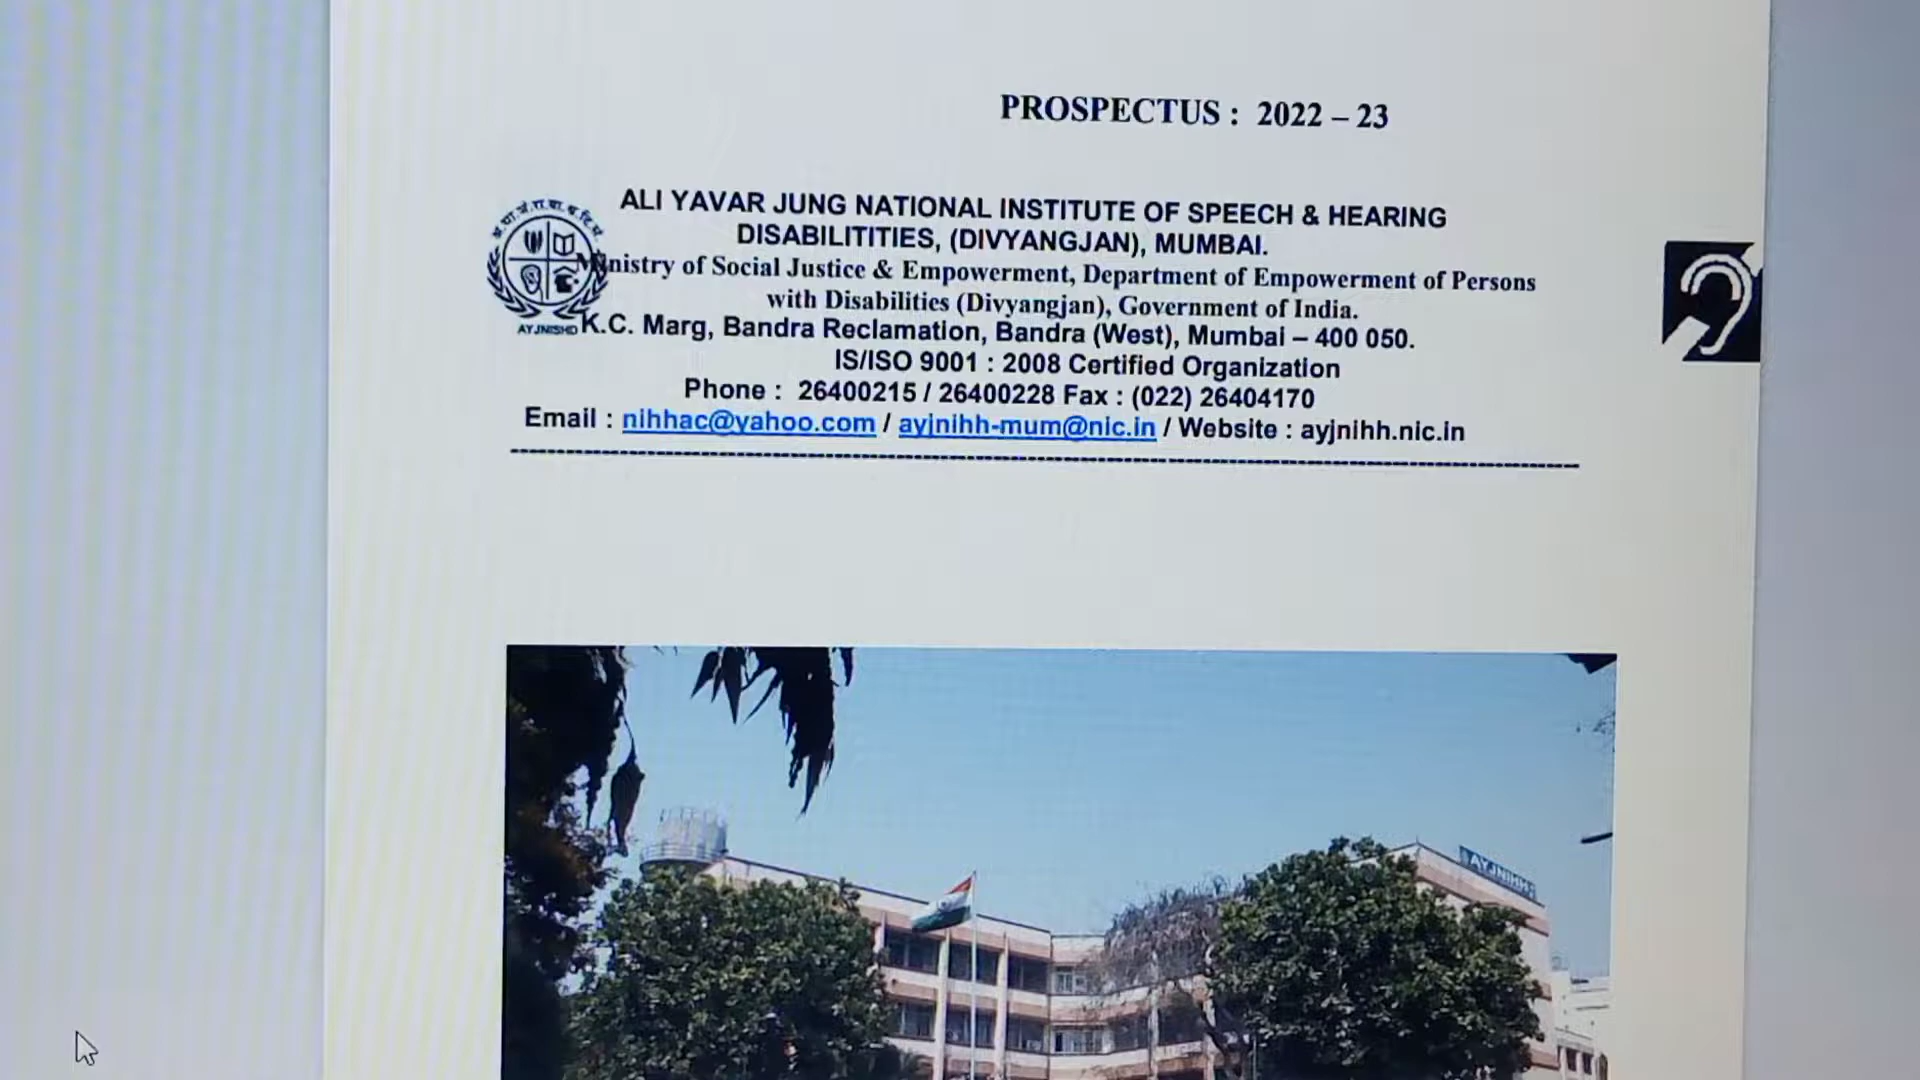 PROSPECTUS : 2022 – 23
ALI YAVAR JUNG NATIONAL INSTITUTE OF SPEECH & HEARING
DISABILITITIES, (DIVYANGJAN), MUMBAI.
Ministry of Social Justice & Empowerment, Department of Empowerment of Persons
with Disabilities (Divyangjan), Government of India.
AYJNISHD
K.C. Marg, Bandra Reclamation, Bandra (West), Mumbai – 400 050.
IS/ISO 9001 : 2008 Certified Organization
Phone : 26400215 / 26400228 Fax : (022) 26404170
Email : nihhac@yahoo.com / ayjnihh-mum@nic.in / Website : ayjnihh.nic.in
AYJNIHH